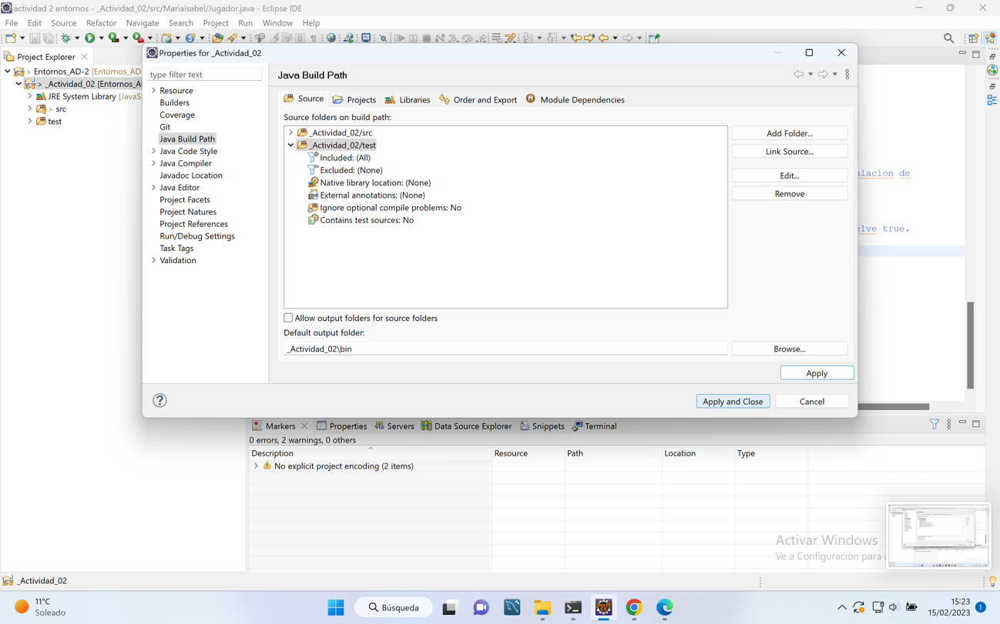 actividad 2 entornos - _Actividad_02/src/MariaIsabel/Jugador.java - Eclipse IDE
File Edit Source Refactor Navigate Search Project Run Window Help
Project Explorer
> Entornos_AD-2 [Entornos_AD-
> _Actividad_02 [Entornos_A
JRE System Library [JavaS
> src
test
Properties for _Actividad_02
type filter text
Resource
Builders
Coverage
Git
Java Build Path
Java Code Style
Java Compiler
Javadoc Location
Java Editor
Project Facets
Project Natures
Project References
Run/Debug Settings
Task Tags
Validation
Java Build Path
Source Projects Libraries Order and Export Module Dependencies
Source folders on build path:
_Actividad_02/src
_Actividad_02/test
Included: (All)
Excluded: (None)
Native library location: (None)
External annotations: (None)
Ignore optional compile problems: No
Contains test sources: No
Add Folder...
Link Source...
Edit...
Remove
Allow output folders for source folders
Default output folder:
_Actividad_02\bin
Browse...
Apply
Apply and Close Cancel
ulacion de
elve true.
Markers Properties Servers Data Source Explorer Snippets Terminal
0 errors, 2 warnings, 0 others
Description Resource Path Location Type
No explicit project encoding (2 items)
Activar Windows
Ve a Configuración para
_Actividad_02
11°C
Soleado
Búsqueda
15:23
15/02/2023
1